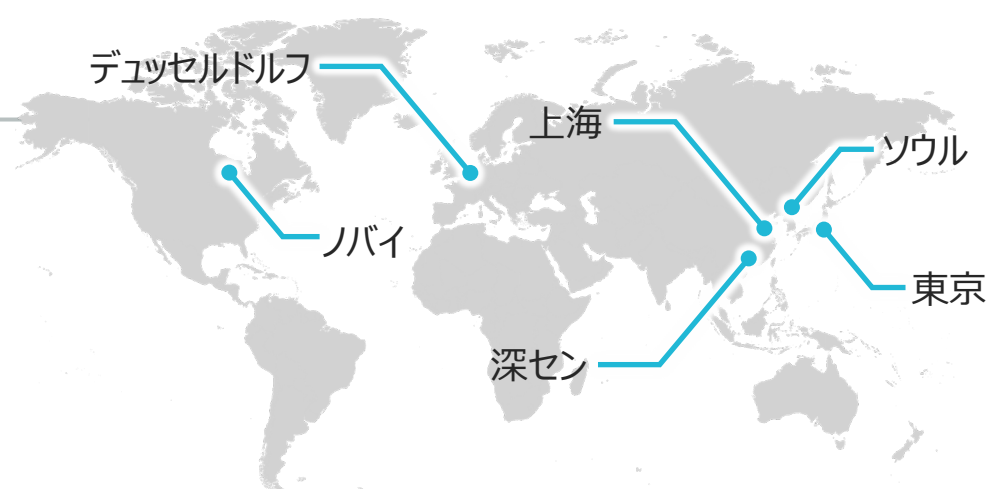 デュッセルドルフ
上海
ソウル
ノバイ
東京
深セン